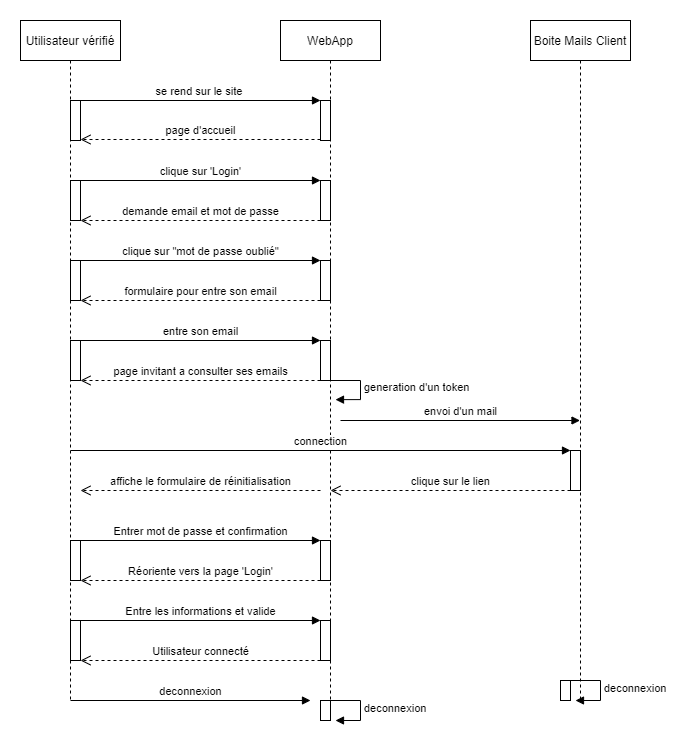 Utilisateur vérifié
WebApp
Boite Mails Client
se rend sur le site
page d'accueil
clique sur 'Login'
demande email et mot de passe
clique sur "mot de passe oublié"
formulaire pour entre son email
entre son email
page invitant a consulter ses emails
generation d'un token
envoi d'un mail
connection
affiche le formulaire de réinitialisation
clique sur le lien
Entrer mot de passe et confirmation
Réoriente vers la page 'Login'
Entre les informations et valide
Utilisateur connecté
deconnexion
deconnexion
deconnexion